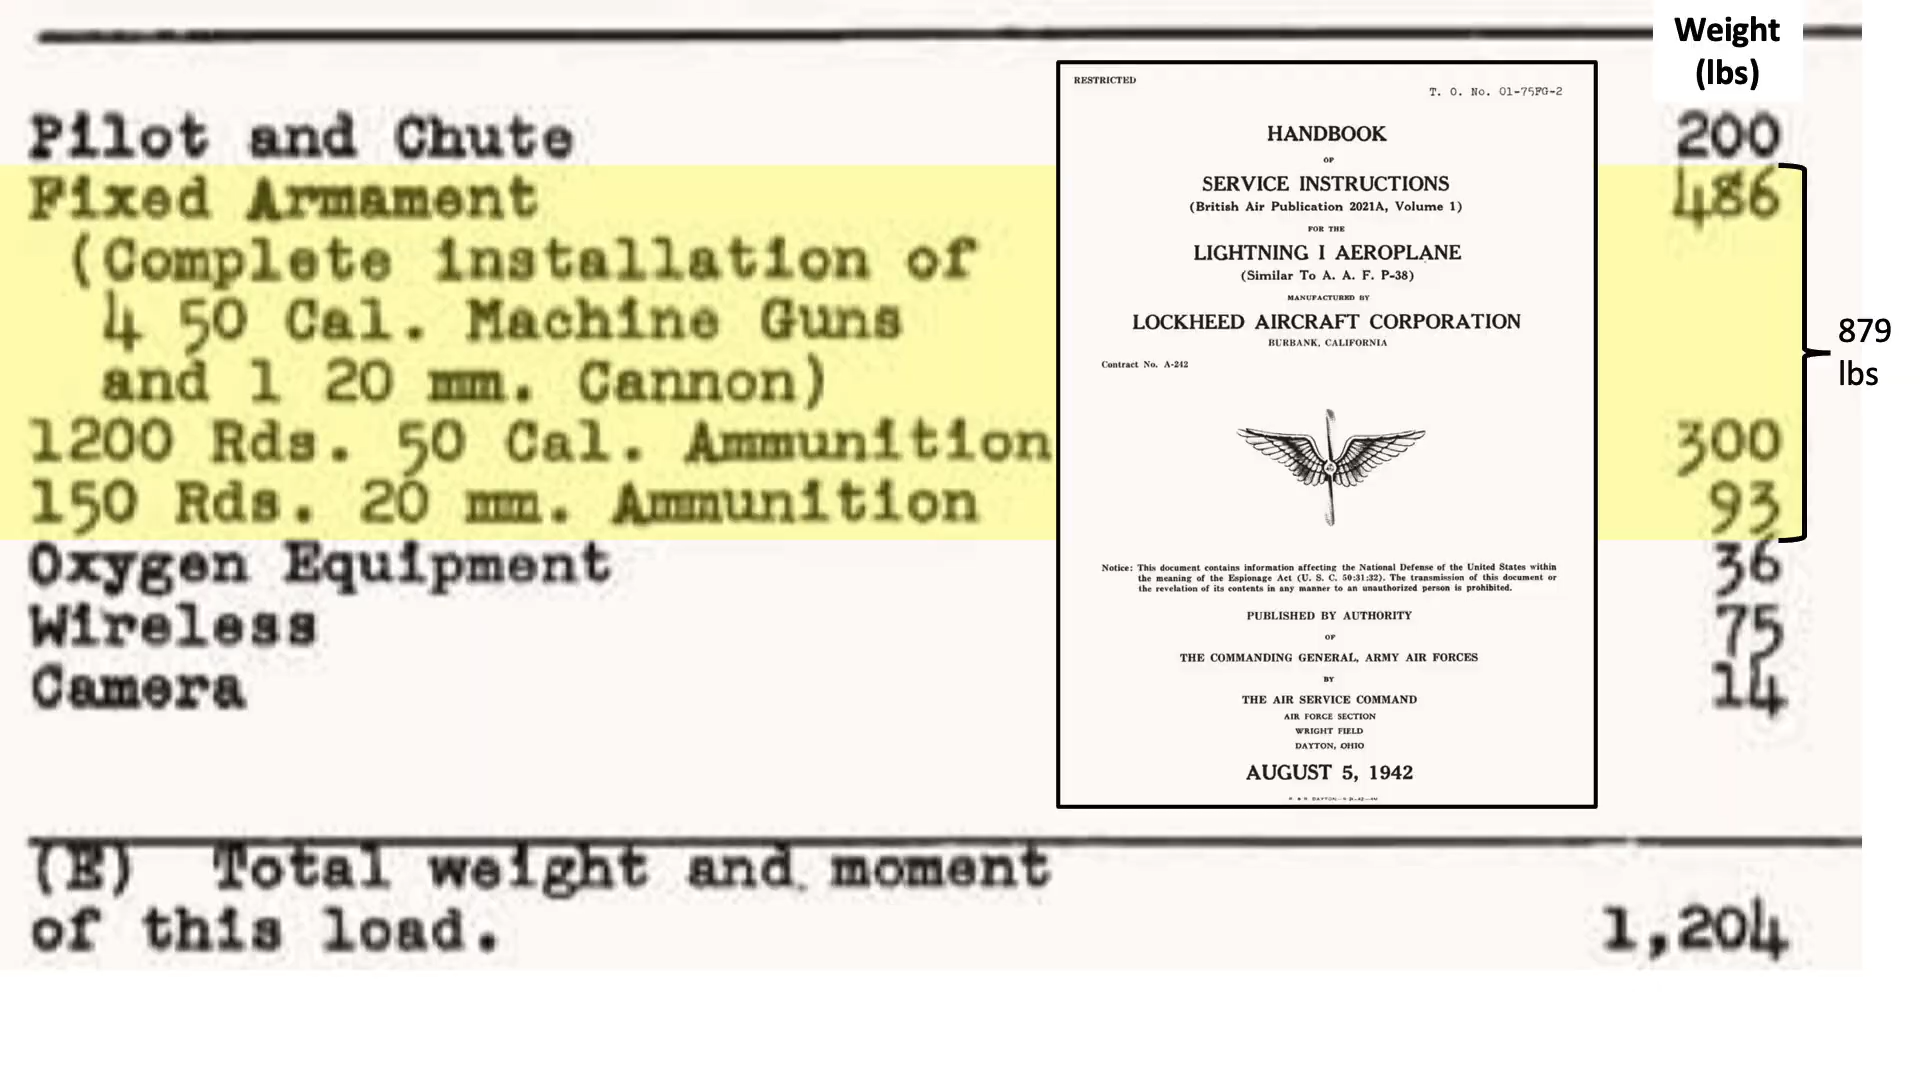 Weight
(lbs)
Pilot and Chute 200
Fixed Armament 486
(Complete installation of
4 50 Cal. Machine Guns
and 1 20 mm. Cannon)
1200 Rds. 50 Cal. Ammunition 300
150 Rds. 20 mm. Ammunition 93
879
lbs
Oxygen Equipment 36
Wireless 75
Camera 14
(E) Total weight and moment
of this load. 1,204
RESTRICTED
T. O. No. 01-75FG-2
HANDBOOK
OF
SERVICE INSTRUCTIONS
(British Air Publication 2021A, Volume 1)
FOR THE
LIGHTNING I AEROPLANE
(Similar To A. A. F. P-38)
MANUFACTURED BY
LOCKHEED AIRCRAFT CORPORATION
BURBANK, CALIFORNIA
Contract No. A-242
Notice: This document contains information affecting the National Defense of the United States within
the meaning of the Espionage Act (U. S. C. 50:31:32). The transmission of this document or
the revelation of its contents in any manner to an unauthorized person is prohibited.
PUBLISHED BY AUTHORITY
OF
THE COMMANDING GENERAL, ARMY AIR FORCES
BY
THE AIR SERVICE COMMAND
AIR FORCE SECTION
WRIGHT FIELD
DAYTON, OHIO
AUGUST 5, 1942